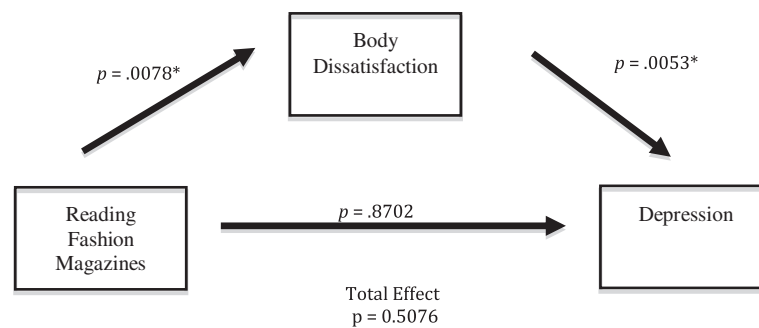 Body
Dissatisfaction
p = .0078*
p = .0053*
Reading
Fashion
Magazines
p = .8702
Depression
Total Effect
p = 0.5076